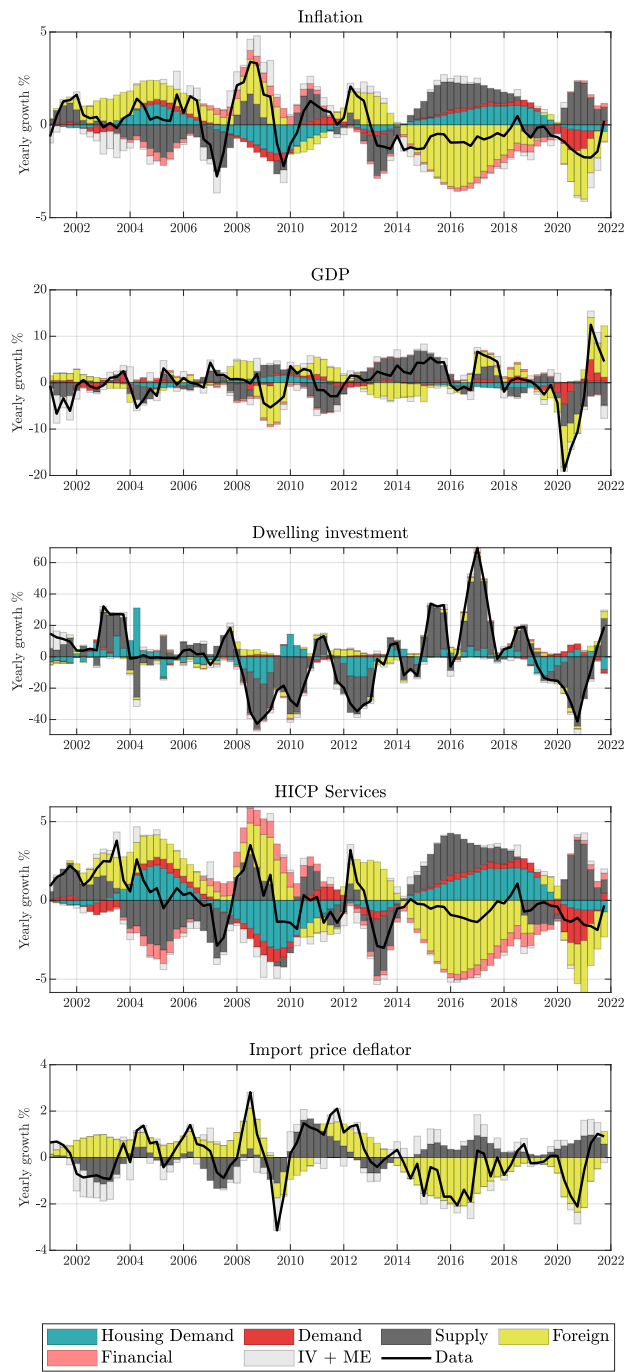 Inflation
Yearly growth %
5
0
-5
2002 2004 2006 2008 2010 2012 2014 2016 2018 2020 2022
GDP
Yearly growth %
20
10
0
-10
-20
2002 2004 2006 2008 2010 2012 2014 2016 2018 2020 2022
Dwelling investment
Yearly growth %
60
40
20
0
-20
-40
2002 2004 2006 2008 2010 2012 2014 2016 2018 2020 2022
HICP Services
Yearly growth %
5
0
-5
2002 2004 2006 2008 2010 2012 2014 2016 2018 2020 2022
Import price deflator
Yearly growth %
4
2
0
-2
-4
2002 2004 2006 2008 2010 2012 2014 2016 2018 2020 2022
Housing Demand Demand Supply Foreign
Financial IV + ME Data